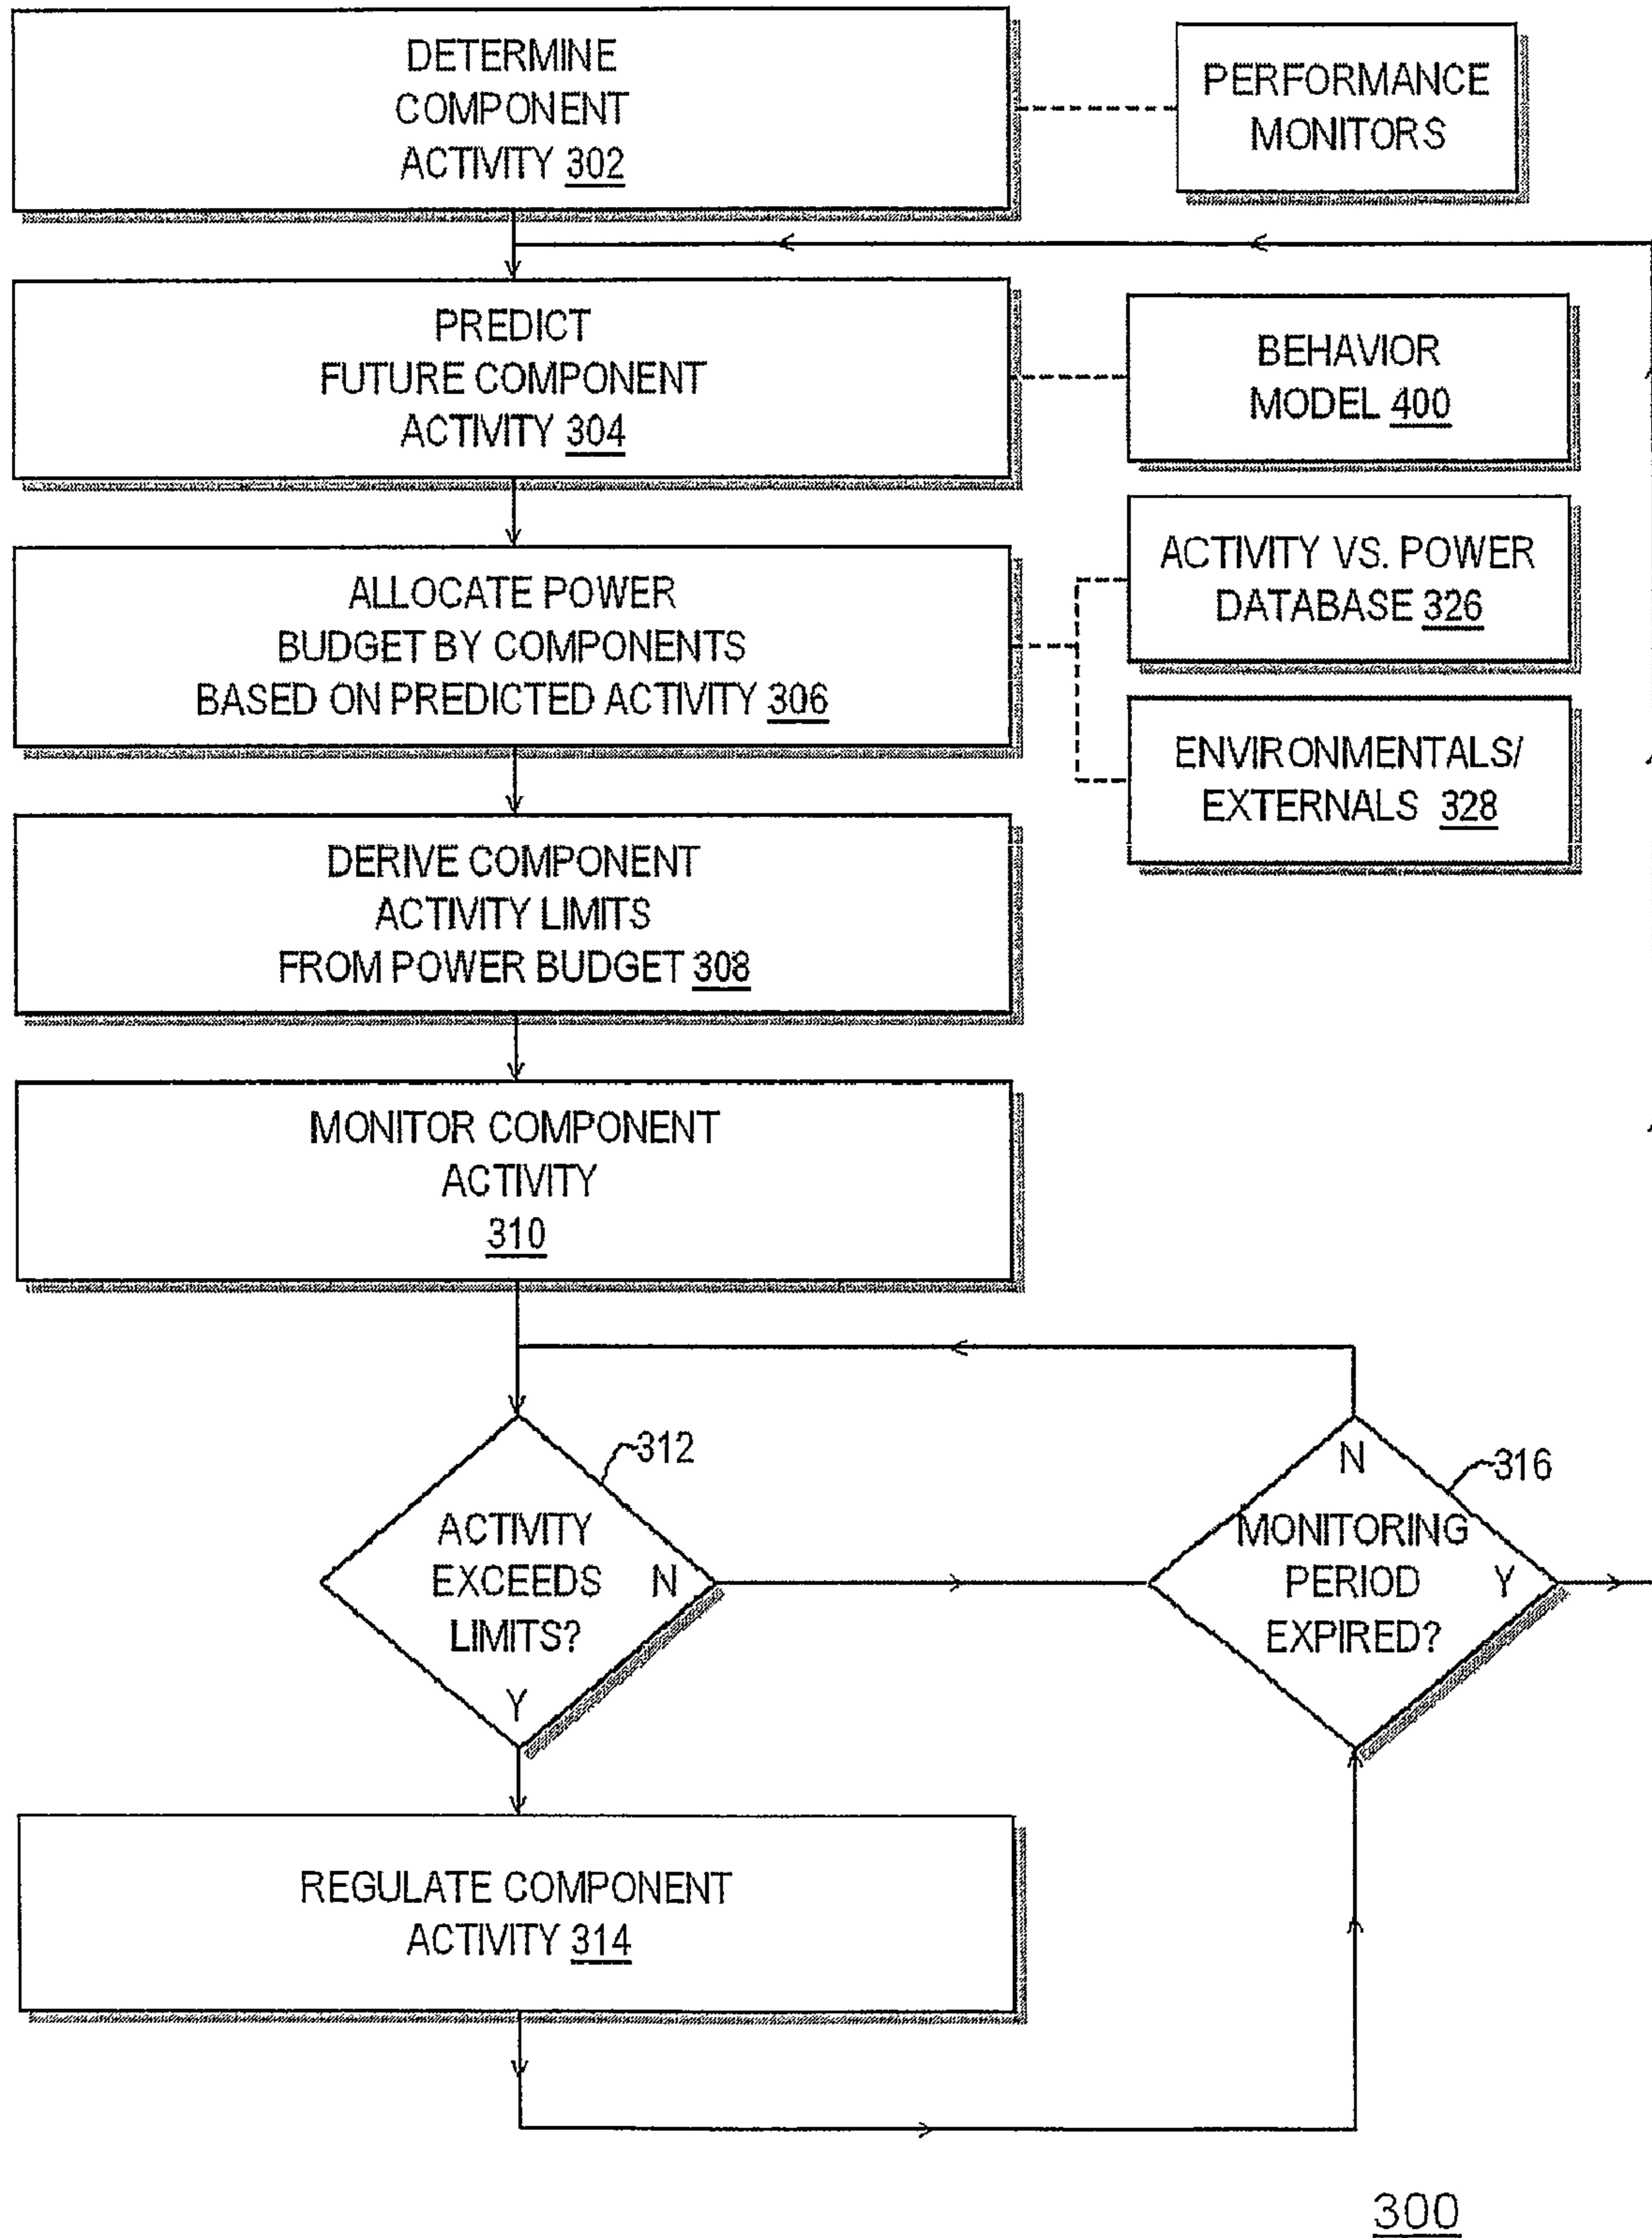 DETERMINE
COMPONENT
ACTIVITY 302
PERFORMANCE
MONITORS
PREDICT
FUTURE COMPONENT
ACTIVITY 304
BEHAVIOR
MODEL 400
ALLOCATE POWER
BUDGET BY COMPONENTS
BASED ON PREDICTED ACTIVITY 306
ACTIVITY VS. POWER
DATABASE 326
ENVIRONMENTALS/
EXTERNALS 328
DERIVE COMPONENT
ACTIVITY LIMITS
FROM POWER BUDGET 308
MONITOR COMPONENT
ACTIVITY
310
312
ACTIVITY
EXCEEDS
LIMITS?
N
Y
316
N
MONITORING
PERIOD
EXPIRED?
Y
REGULATE COMPONENT
ACTIVITY 314
300